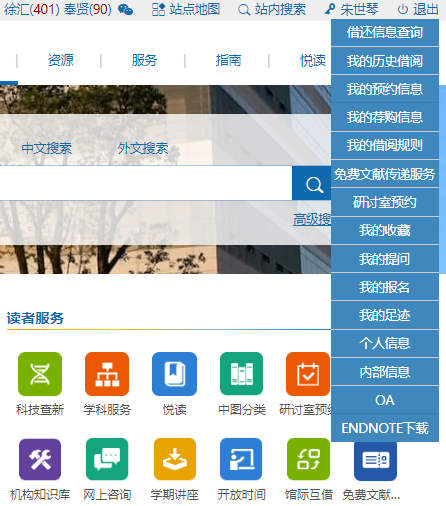 徐汇(401) 奉贤(90) 站点地图 站内搜索 朱世琴 退出
资源 服务 指南 悦读
借还信息查询
我的历史借阅
我的预约信息
我的荐购信息
我的借阅规则
免费文献传递服务
研讨室预约
我的收藏
我的提问
我的报名
我的足迹
个人信息
内部信息
OA
ENDNOTE下载
中文搜索 外文搜索
高级搜
读者服务
科技查新 学科服务 悦读 中图分类 研讨室预约
机构知识库 网上咨询 学期讲座 开放时间 馆际互借 免费文献...